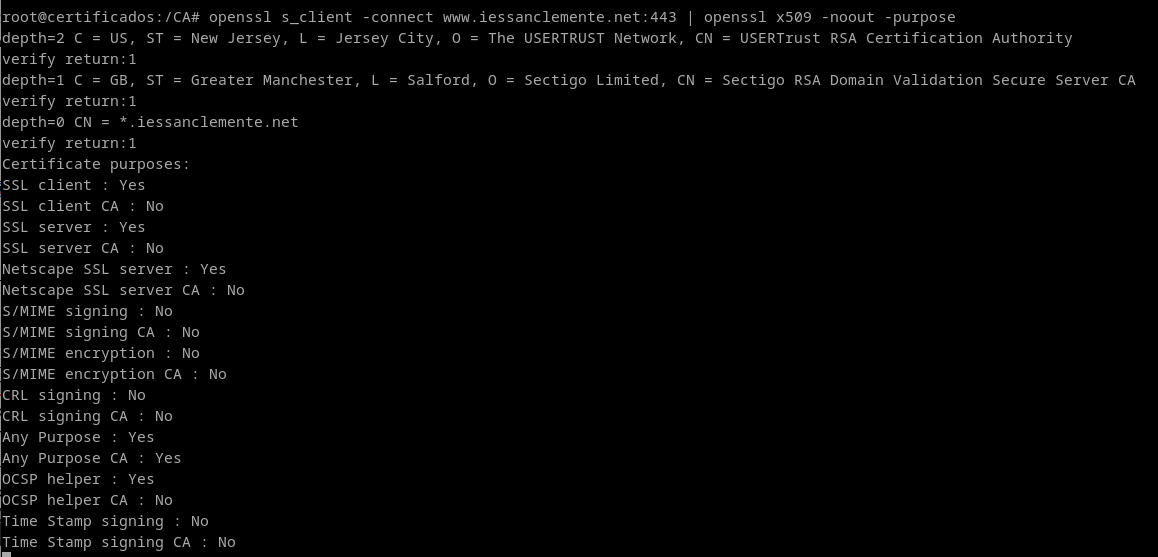 root@certificados:/CA# openssl s_client -connect www.iessanclemente.net:443 | openssl x509 -noout -purpose
depth=2 C = US, ST = New Jersey, L = Jersey City, O = The USERTRUST Network, CN = USERTrust RSA Certification Authority
verify return:1
depth=1 C = GB, ST = Greater Manchester, L = Salford, O = Sectigo Limited, CN = Sectigo RSA Domain Validation Secure Server CA
verify return:1
depth=0 CN = *.iessanclemente.net
verify return:1
Certificate purposes:
SSL client : Yes
SSL client CA : No
SSL server : Yes
SSL server CA : No
Netscape SSL server : Yes
Netscape SSL server CA : No
S/MIME signing : No
S/MIME signing CA : No
S/MIME encryption : No
S/MIME encryption CA : No
CRL signing : No
CRL signing CA : No
Any Purpose : Yes
Any Purpose CA : Yes
OCSP helper : Yes
OCSP helper CA : No
Time Stamp signing : No
Time Stamp signing CA : No